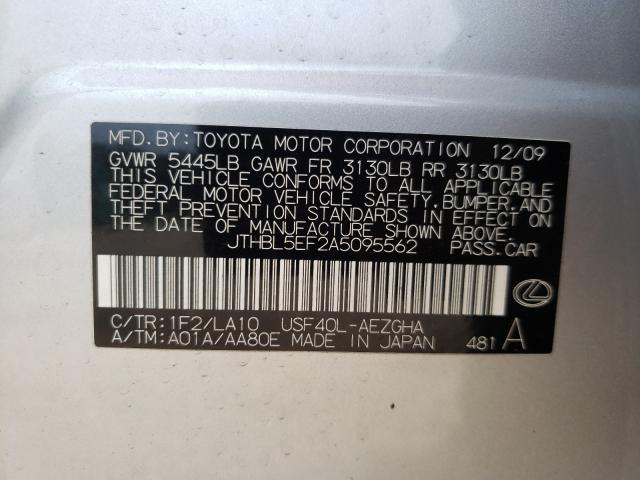 MFD. BY: TOYOTA MOTOR CORPORATION 12/09
GVWR 5445LB GAWR FR 3130LB RR 3130LB
THIS VEHICLE CONFORMS TO ALL APPLICABLE
FEDERAL MOTOR VEHICLE SAFETY, BUMPER, AND
THEFT PREVENTION STANDARDS IN EFFECT ON
THE DATE OF MANUFACTURE SHOWN ABOVE.
JTHBL5EF2A5095562 PASS. CAR
C/TR: 1F2/LA10 USF40L-AEZGHA
A/TM: A01A/AA80E MADE IN JAPAN 481 A